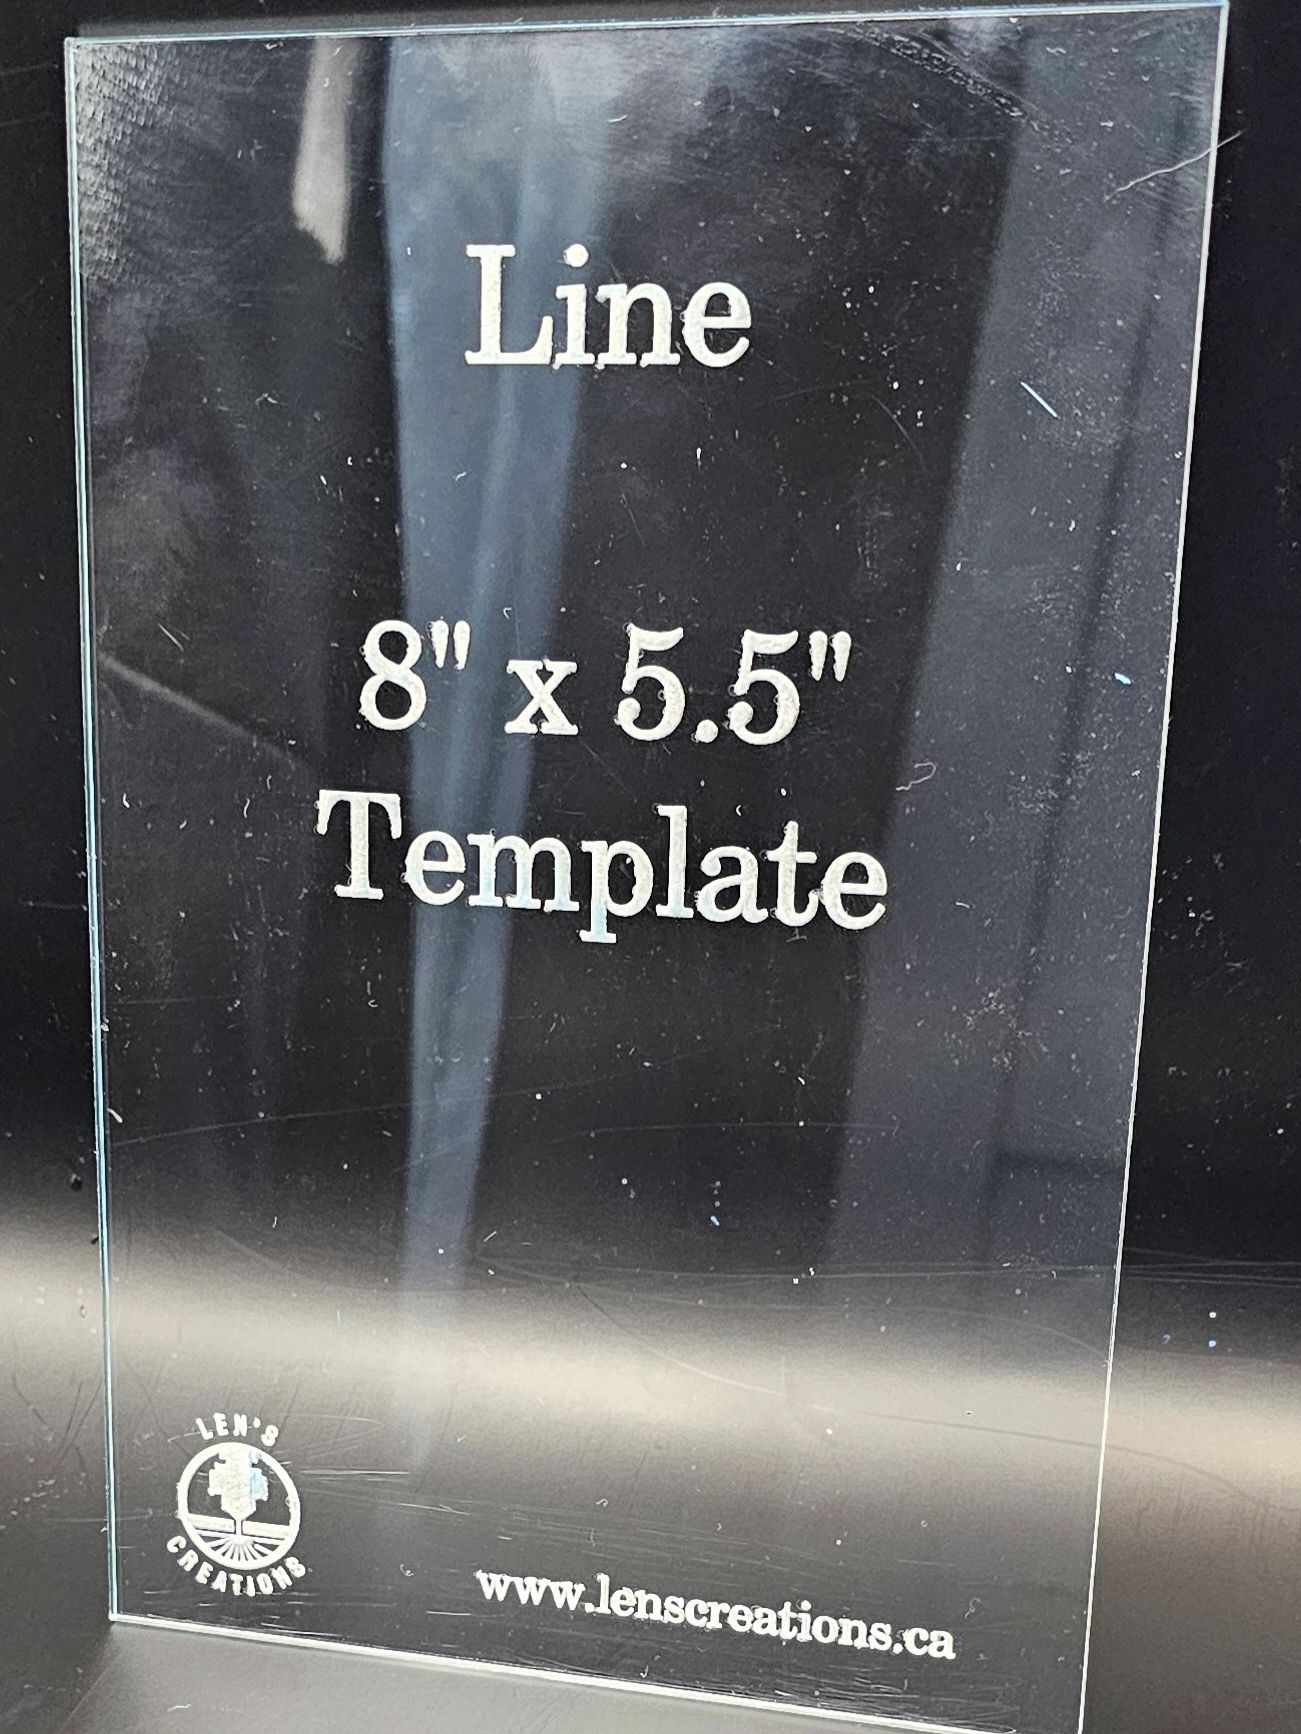 Line
8" x 5.5"
Template
LEN'S
CREATIONS
www.lenscreations.ca